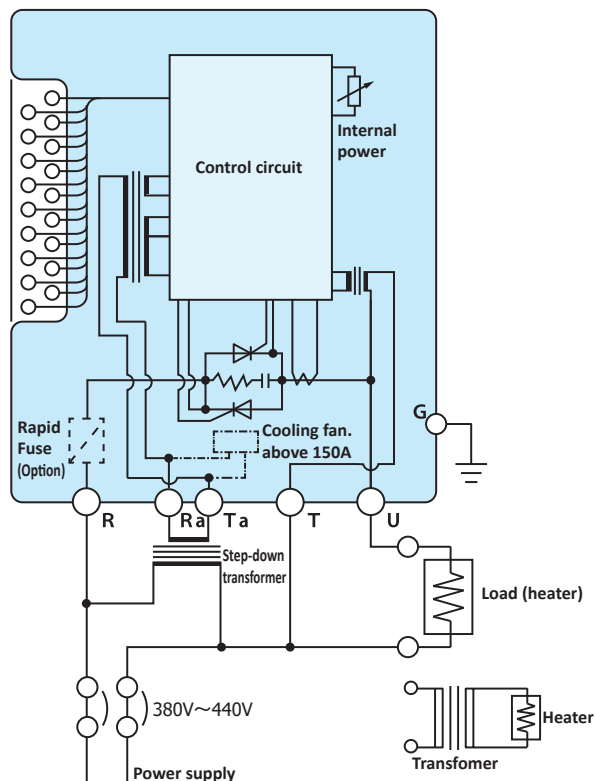 Control circuit
Internal
power
G
Rapid
Fuse
(Option)
Cooling fan.
above 150A
R
Ra
Ta
T
U
Step-down
transformer
Load (heater)
380V～440V
Heater
Transfomer
Power supply